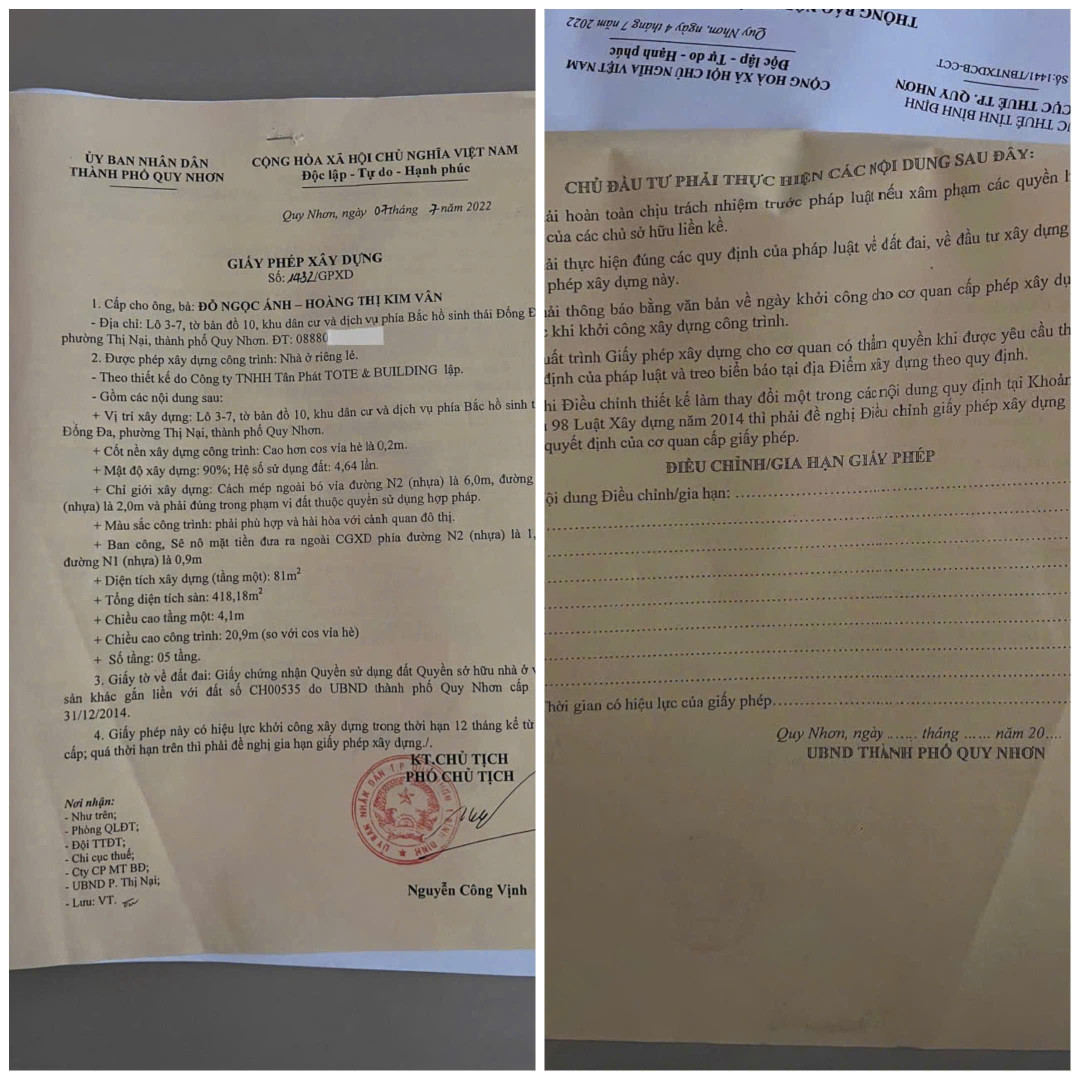 ỦY BAN NHÂN DÂN
THÀNH PHỐ QUY NHƠN
CỘNG HÒA XÃ HỘI CHỦ NGHĨA VIỆT NAM
Độc lập - Tự do - Hạnh phúc
Quy Nhơn, ngày 07 tháng 7 năm 2022
GIẤY PHÉP XÂY DỰNG
Số: 1432/GPXD
1. Cấp cho ông, bà: ĐỖ NGỌC ÁNH – HOÀNG THỊ KIM VÂN
- Địa chỉ: Lô 3-7, tờ bản đồ 10, khu dân cư và dịch vụ phía Bắc hồ sinh thái Đống Đ
phường Thị Nại, thành phố Quy Nhơn. ĐT: 08880
2. Được phép xây dựng công trình: Nhà ở riêng lẻ.
- Theo thiết kế do Công ty TNHH Tân Phát TOTE & BUILDING lập.
- Gồm các nội dung sau:
+ Vị trí xây dựng: Lô 3-7, tờ bản đồ 10, khu dân cư và dịch vụ phía Bắc hồ sinh t
Đống Đa, phường Thị Nại, thành phố Quy Nhơn.
+ Cốt nền xây dựng công trình: Cao hơn cos vỉa hè là 0,2m.
+ Mật độ xây dựng: 90%; Hệ số sử dụng đất: 4,64 lần.
+ Chỉ giới xây dựng: Cách mép ngoài bó vỉa đường N2 (nhựa) là 6,0m, đường
(nhựa) là 2,0m và phải đúng trong phạm vi đất thuộc quyền sử dụng hợp pháp.
+ Màu sắc công trình: phải phù hợp và hài hòa với cảnh quan đô thị.
+ Ban công, Sê nô mặt tiền đưa ra ngoài CGXD phía đường N2 (nhựa) là 1,
đường N1 (nhựa) là 0,9m
+ Diện tích xây dựng (tầng một): 81m²
+ Tổng diện tích sàn: 418,18m²
+ Chiều cao tầng một: 4,1m
+ Chiều cao công trình: 20,9m (so với cos vỉa hè)
+ Số tầng: 05 tầng.
3. Giấy tờ về đất đai: Giấy chứng nhận Quyền sử dụng đất Quyền sở hữu nhà ở v
sản khác gắn liền với đất số CH00535 do UBND thành phố Quy Nhơn cấp
31/12/2014.
4. Giấy phép này có hiệu lực khởi công xây dựng trong thời hạn 12 tháng kể từ
cấp; quá thời hạn trên thì phải đề nghị gia hạn giấy phép xây dựng./.
KT.CHỦ TỊCH
PHÓ CHỦ TỊCH
Nguyễn Công Vịnh
Nơi nhận:
- Như trên;
- Phòng QLĐT;
- Đội TTĐT;
- Chi cục thuế;
- Cty CP MT BĐ;
- UBND P. Thị Nại;
- Lưu: VT.
ỤC THUẾ TỈNH BÌNH ĐỊNH
CỤC THUẾ TP. QUY NHƠN
Số:1441/TBNTXDCB-CCT
CỘNG HOÀ XÃ HỘI CHỦ NGHĨA VIỆT NAM
Độc lập - Tự do - Hạnh phúc
Quy Nhơn, ngày 4 tháng 7 năm 2022
THÔNG BÁO
CHỦ ĐẦU TƯ PHẢI THỰC HIỆN CÁC NỘI DUNG SAU ĐÂY:
ải hoàn toàn chịu trách nhiệm trước pháp luật nếu xâm phạm các quyền h
của các chủ sở hữu liền kề.
ải thực hiện đúng các quy định của pháp luật về đất đai, về đầu tư xây dựng
phép xây dựng này.
hải thông báo bằng văn bản về ngày khởi công cho cơ quan cấp phép xây dự
c khi khởi công xây dựng công trình.
uất trình Giấy phép xây dựng cho cơ quan có thẩm quyền khi được yêu cầu th
định của pháp luật và treo biển báo tại địa Điểm xây dựng theo quy định.
hi Điều chỉnh thiết kế làm thay đổi một trong các nội dung quy định tại Khoản
98 Luật Xây dựng năm 2014 thì phải đề nghị Điều chỉnh giấy phép xây dựng
quyết định của cơ quan cấp giấy phép.
ĐIỀU CHỈNH/GIA HẠN GIẤY PHÉP
ội dung Điều chỉnh/gia hạn: ........................
Thời gian có hiệu lực của giấy phép........................
Quy Nhơn, ngày ....... tháng ...... năm 20....
UBND THÀNH PHỐ QUY NHƠN